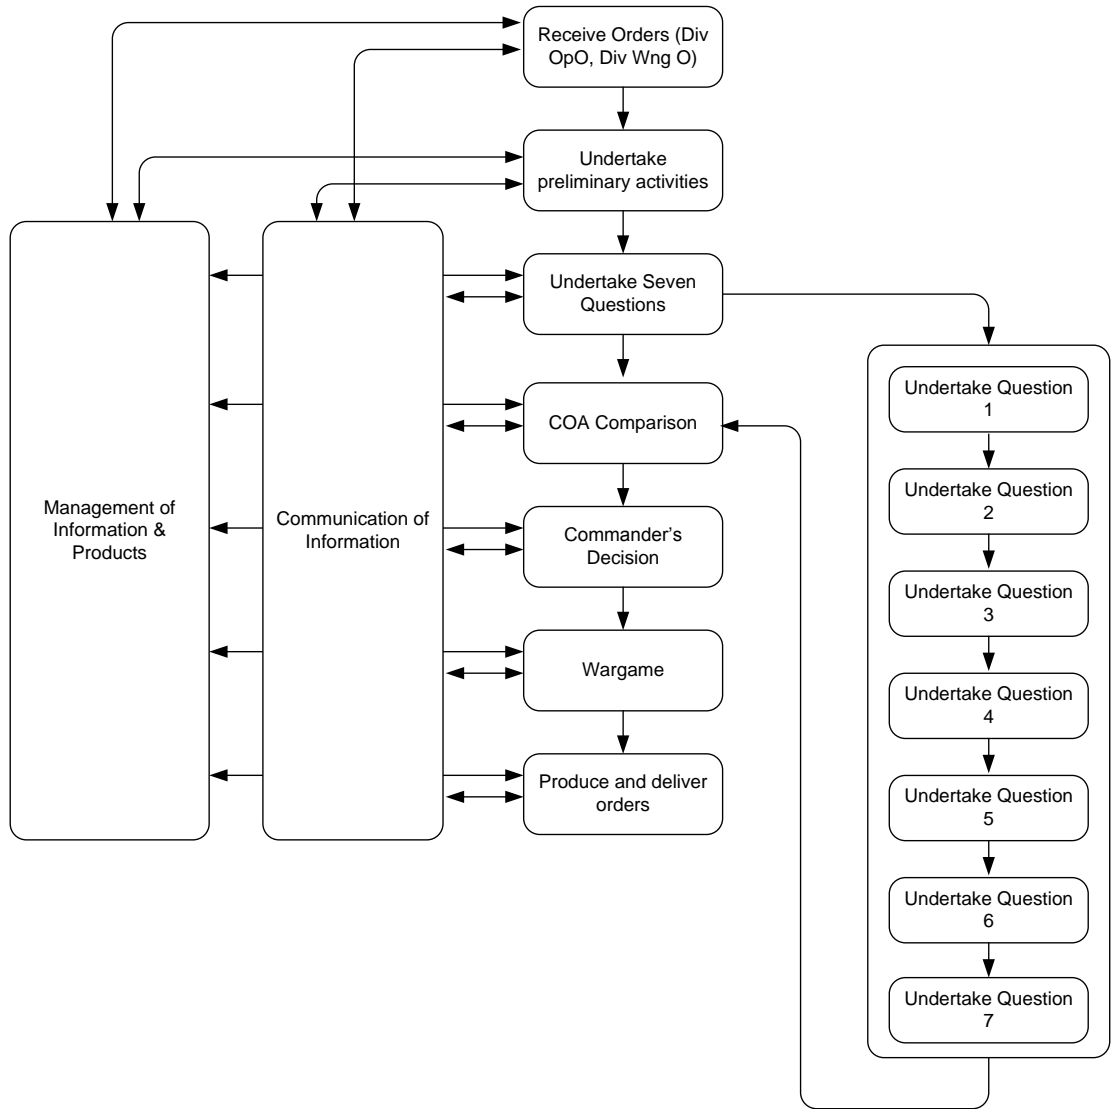 Receive Orders (Div
OpO, Div Wng O)
Undertake
preliminary activities
Undertake Seven
Questions
COA Comparison
Commander’s
Decision
Wargame
Produce and deliver
orders
Management of
Information &
Products
Communication of
Information
Undertake Question
1
Undertake Question
2
Undertake Question
3
Undertake Question
4
Undertake Question
5
Undertake Question
6
Undertake Question
7